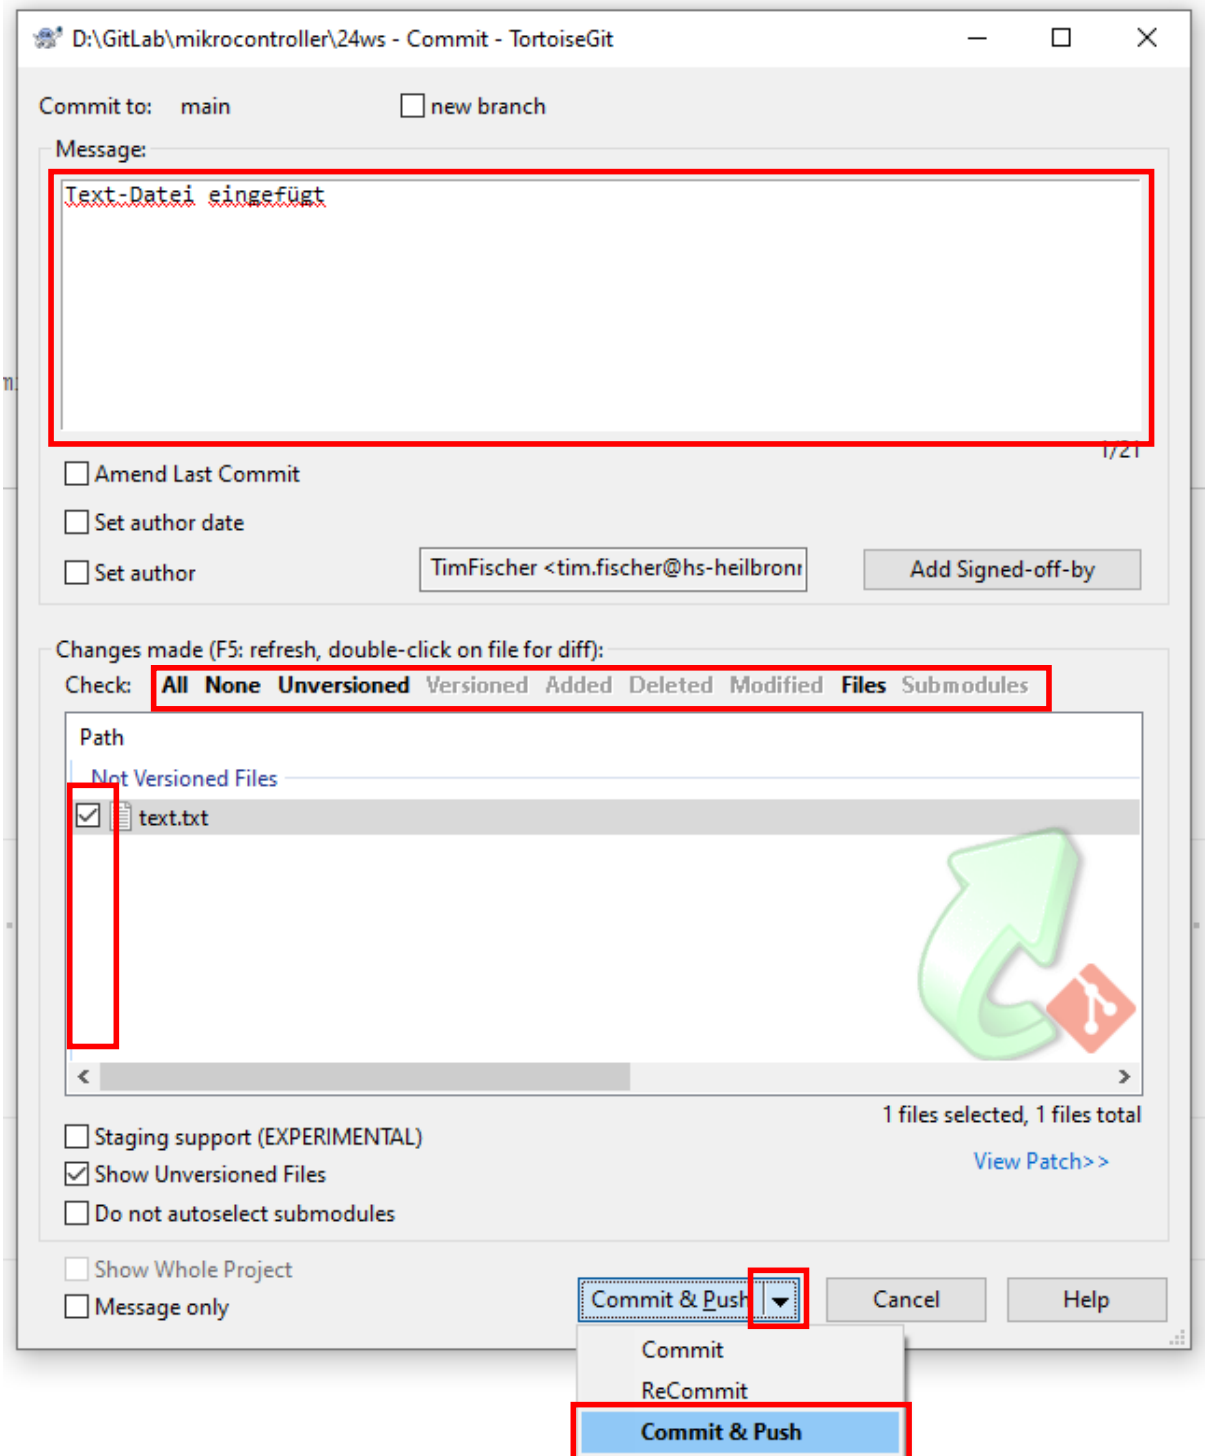 D:\GitLab\mikrocontroller\24ws - Commit - TortoiseGit
Commit to: main new branch
Message:
Text-Datei eingefügt
1/21
Amend Last Commit
Set author date
Set author TimFischer <tim.fischer@hs-heilbronn Add Signed-off-by
Changes made (F5: refresh, double-click on file for diff):
Check: All None Unversioned Versioned Added Deleted Modified Files Submodules
Path
Not Versioned Files
text.txt
1 files selected, 1 files total
Staging support (EXPERIMENTAL)
View Patch>>
Show Unversioned Files
Do not autoselect submodules
Show Whole Project
Message only
Commit & Push Cancel Help
Commit
ReCommit
Commit & Push